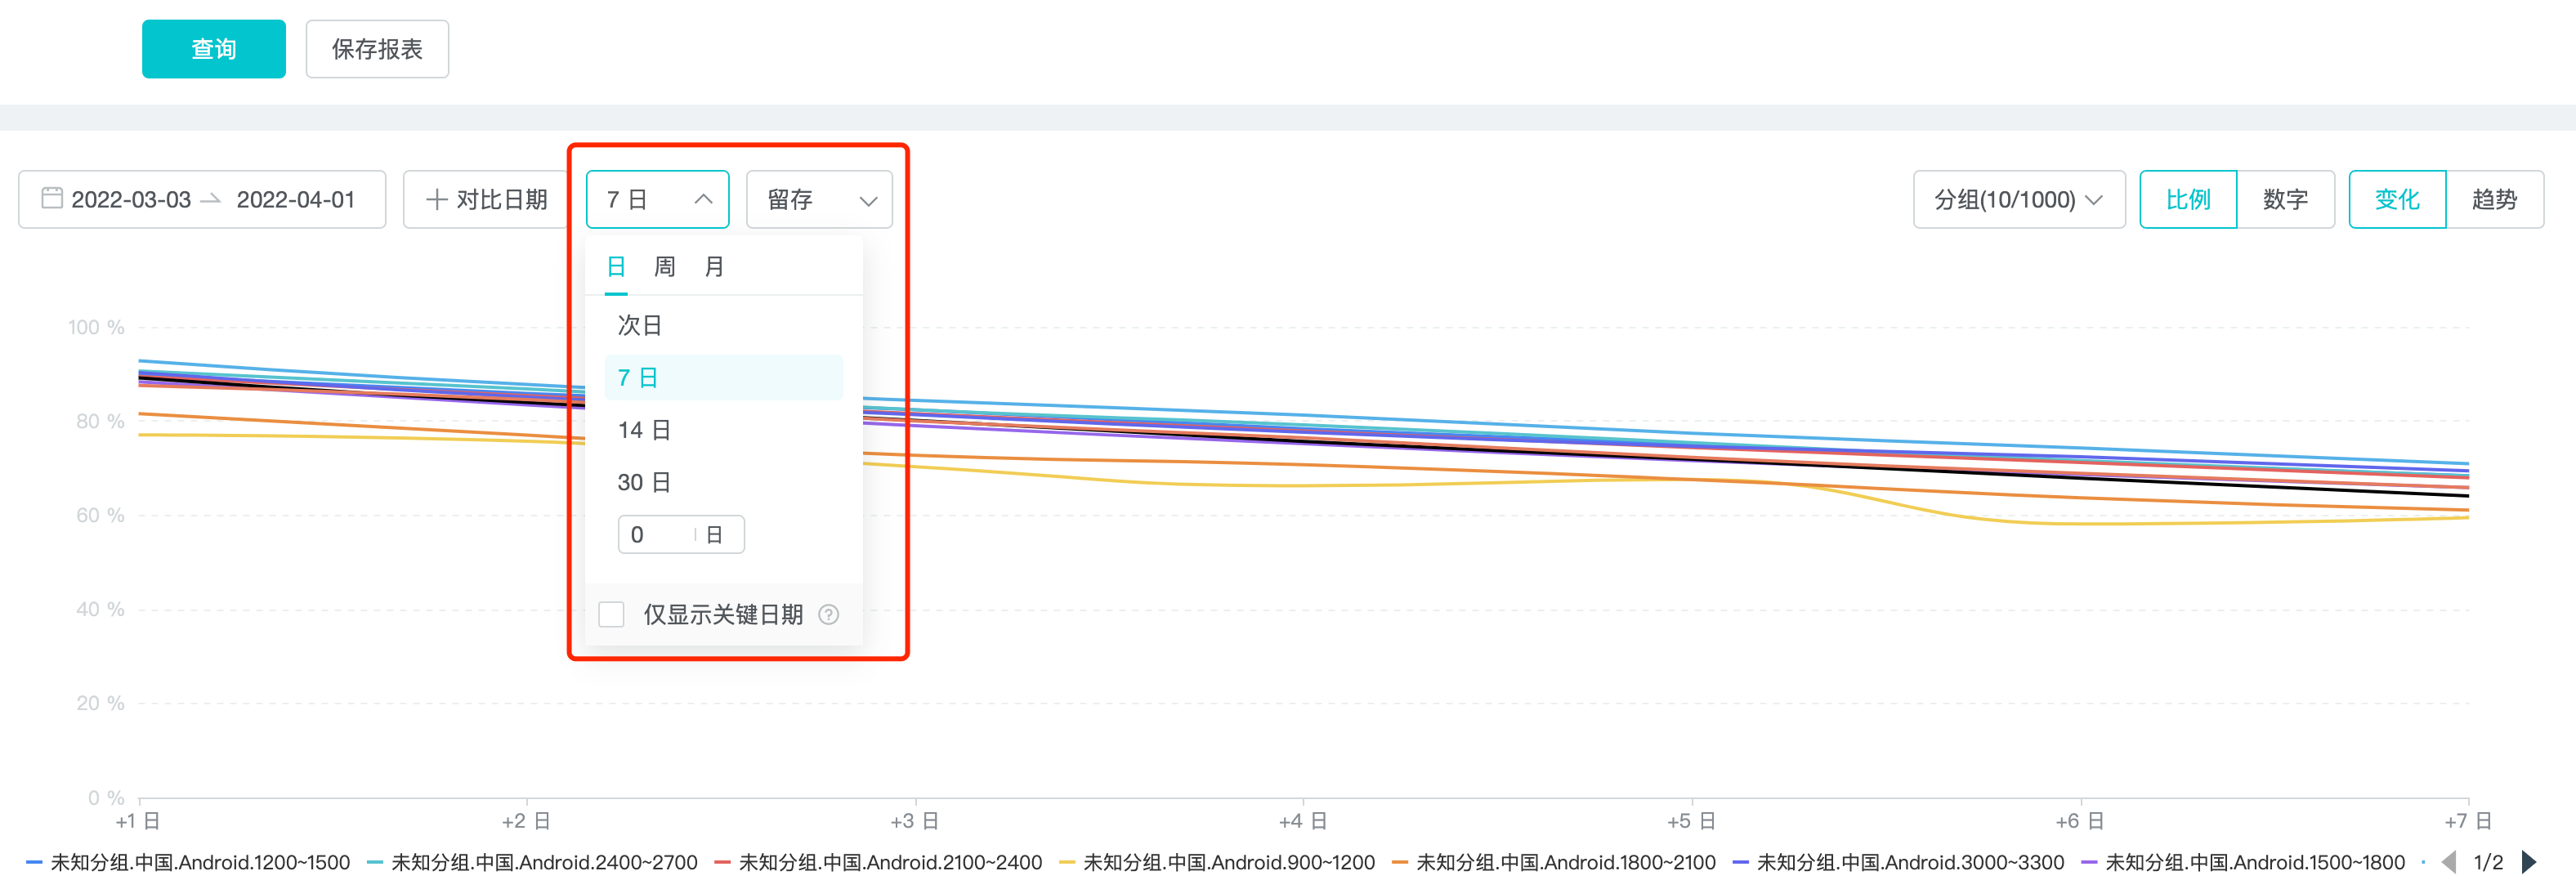 查询 保存报表
2022-03-03 2022-04-01 对比日期 7 日 留存 分组(10/1000) 比例 数字 变化 趋势
日 周 月
次日
7 日
14 日
30 日
0 日
仅显示关键日期
100 %
80 %
60 %
40 %
20 %
0 %
+1 日 +2 日 +3 日 +4 日 +5 日 +6 日 +7 日
未知分组.中国.Android.1200~1500 未知分组.中国.Android.2400~2700 未知分组.中国.Android.2100~2400 未知分组.中国.Android.900~1200 未知分组.中国.Android.1800~2100 未知分组.中国.Android.3000~3300 未知分组.中国.Android.1500~1800 1/2